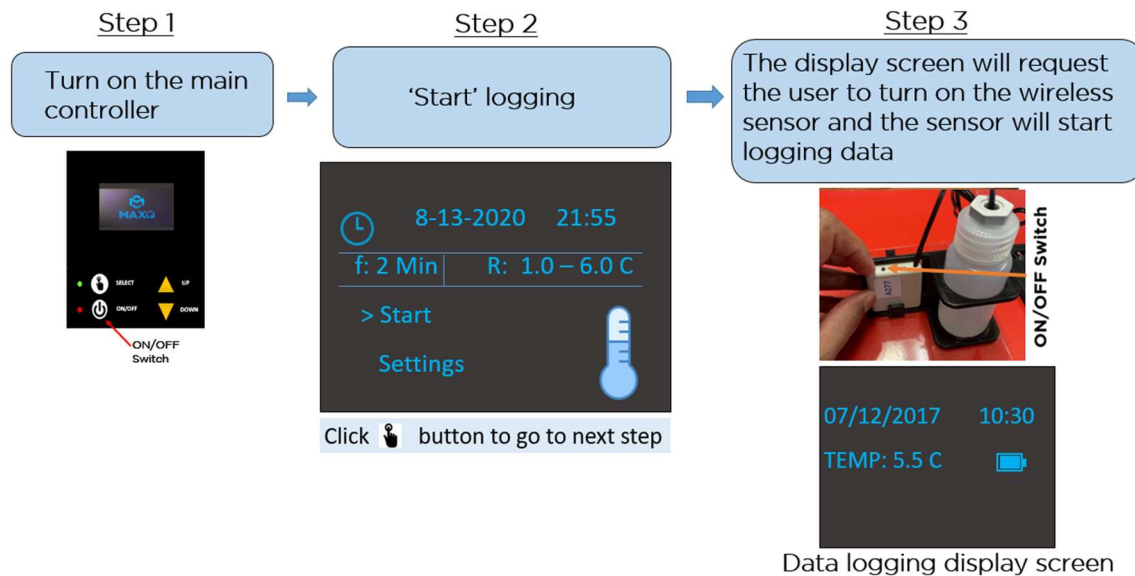 Step 1
Turn on the main
controller
MAXQ
SELECT
UP
ON/OFF
DOWN
ON/OFF
Switch
Step 2
‘Start’ logging
8-13-2020 21:55
f: 2 Min R: 1.0 – 6.0 C
> Start
Settings
Click button to go to next step
Step 3
The display screen will request
the user to turn on the wireless
sensor and the sensor will start
logging data
A277
ON/OFF Switch
07/12/2017 10:30
TEMP: 5.5 C
Data logging display screen